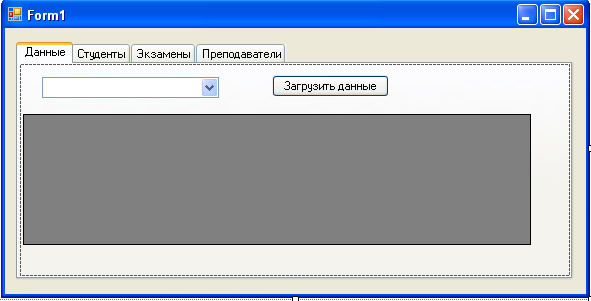 Form1
Данные Студенты Экзамены Преподаватели
Загрузить данные